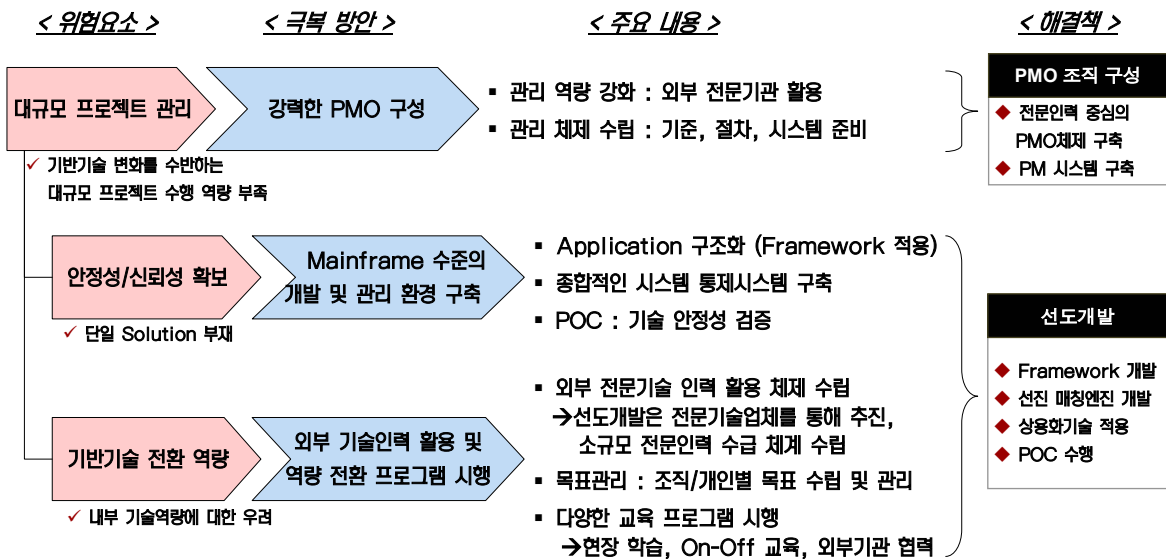 < 위험요소 >
< 극복 방안 >
< 주요 내용 >
< 해결책 >
대규모 프로젝트 관리
✓ 기반기술 변화를 수반하는
대규모 프로젝트 수행 역량 부족
강력한 PMO 구성
▪ 관리 역량 강화 : 외부 전문기관 활용
▪ 관리 체제 수립 : 기준, 절차, 시스템 준비
PMO 조직 구성
◆ 전문인력 중심의
PMO체제 구축
◆ PM 시스템 구축
안정성/신뢰성 확보
✓ 단일 Solution 부재
Mainframe 수준의
개발 및 관리 환경 구축
▪ Application 구조화 (Framework 적용)
▪ 종합적인 시스템 통제시스템 구축
▪ POC : 기술 안정성 검증
기반기술 전환 역량
✓ 내부 기술역량에 대한 우려
외부 기술인력 활용 및
역량 전환 프로그램 시행
▪ 외부 전문기술 인력 활용 체제 수립
→선도개발은 전문기술업체를 통해 추진,
소규모 전문인력 수급 체계 수립
▪ 목표관리 : 조직/개인별 목표 수립 및 관리
▪ 다양한 교육 프로그램 시행
→현장 학습, On-Off 교육, 외부기관 협력
선도개발
◆ Framework 개발
◆ 선진 매칭엔진 개발
◆ 상용화기술 적용
◆ POC 수행